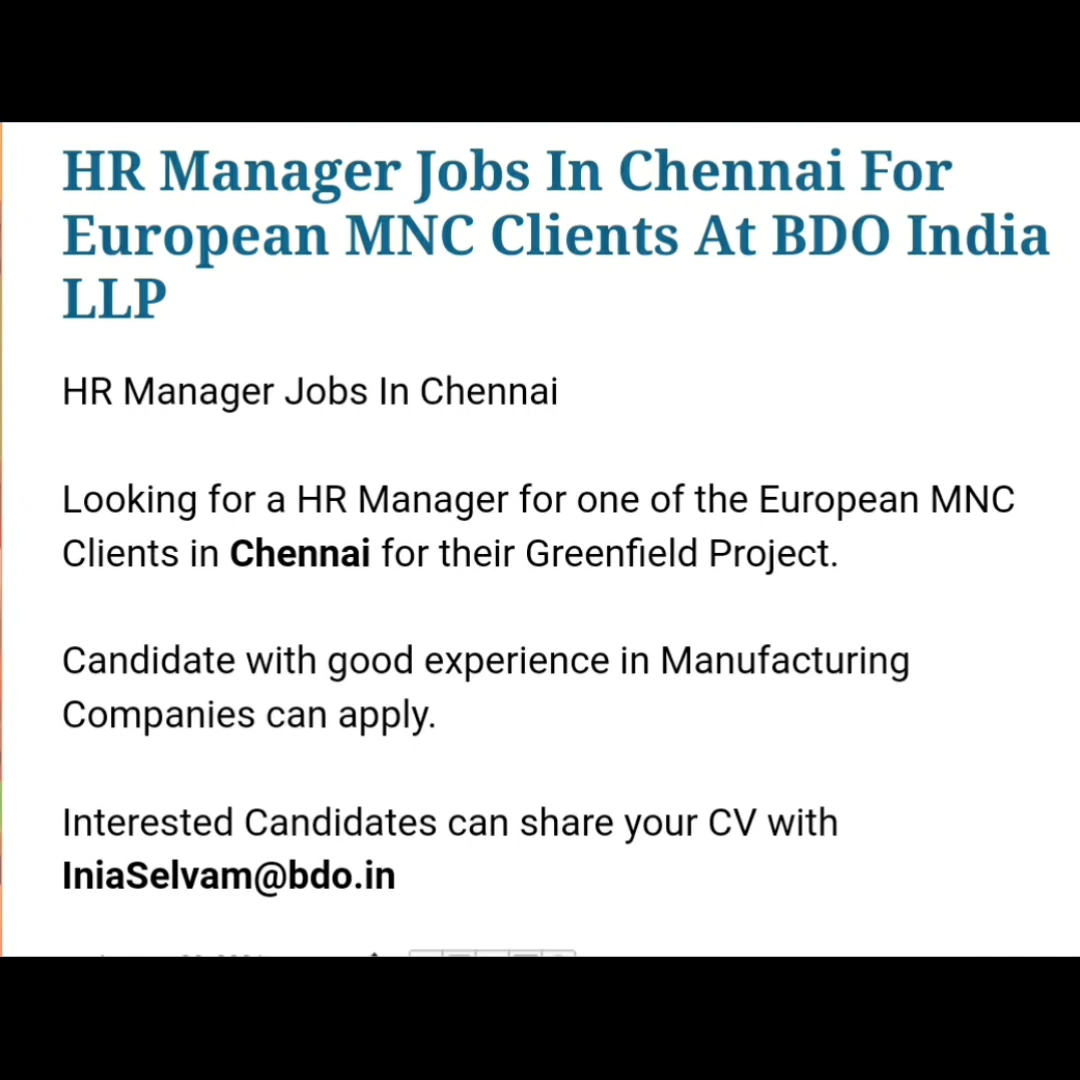 HR Manager Jobs In Chennai For
European MNC Clients At BDO India
LLP
HR Manager Jobs In Chennai
Looking for a HR Manager for one of the European MNC
Clients in Chennai for their Greenfield Project.
Candidate with good experience in Manufacturing
Companies can apply.
Interested Candidates can share your CV with
IniaSelvam@bdo.in